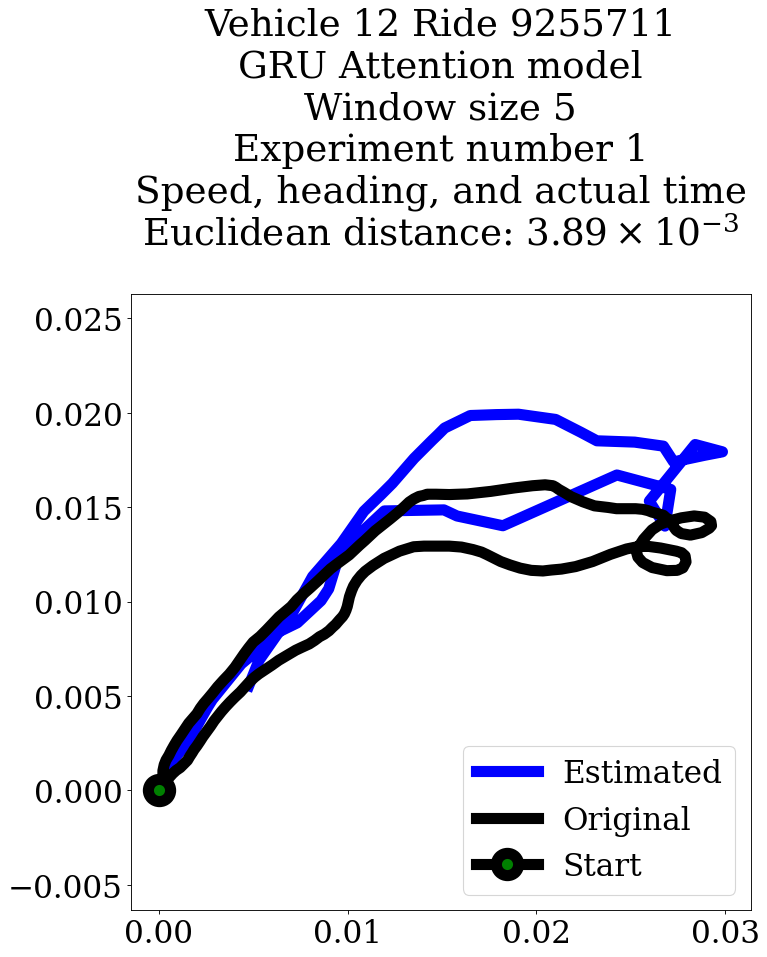 Vehicle 12 Ride 9255711
GRU Attention model
Window size 5
Experiment number 1
Speed, heading, and actual time
Euclidean distance: 3.89 × 10⁻³
0.025
0.020
0.015
0.010
0.005
0.000
−0.005
0.00 0.01 0.02 0.03
Estimated
Original
Start